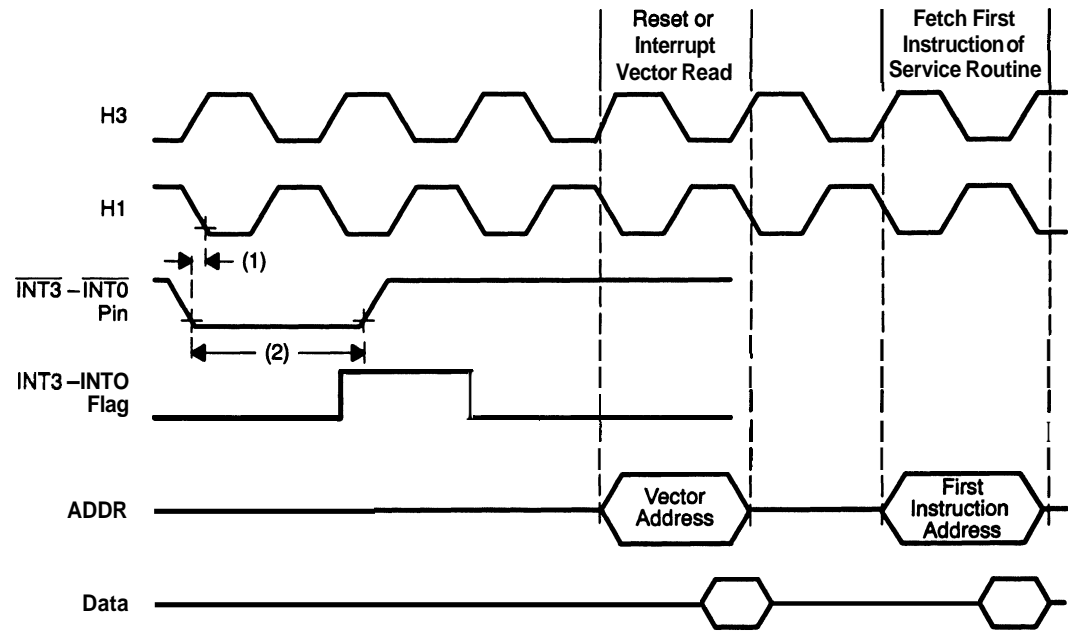 Reset or
Interrupt
Vector Read
Fetch First
Instruction of
Service Routine
H3
H1
(1)
INT3 – INT0
Pin
(2)
INT3 – INTO
Flag
ADDR
Vector
Address
First
Instruction
Address
Data